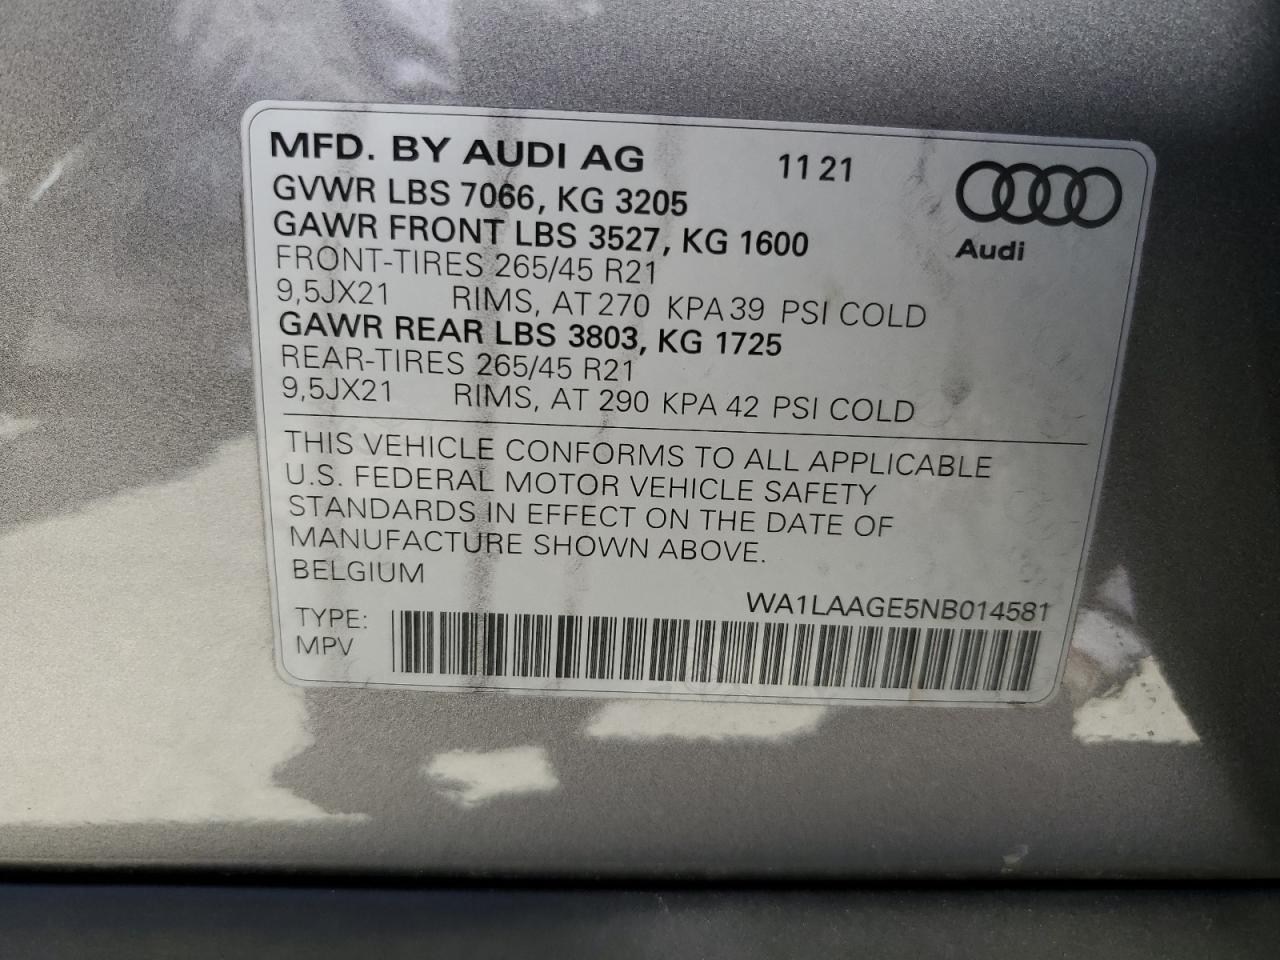 MFD. BY AUDI AG 11 21
GVWR LBS 7066, KG 3205
GAWR FRONT LBS 3527, KG 1600
Audi
FRONT-TIRES 265/45 R21
9,5JX21 RIMS, AT 270 KPA 39 PSI COLD
GAWR REAR LBS 3803, KG 1725
REAR-TIRES 265/45 R21
9,5JX21 RIMS, AT 290 KPA 42 PSI COLD
THIS VEHICLE CONFORMS TO ALL APPLICABLE
U.S. FEDERAL MOTOR VEHICLE SAFETY
STANDARDS IN EFFECT ON THE DATE OF
MANUFACTURE SHOWN ABOVE.
BELGIUM
WA1LAAGE5NB014581
TYPE:
MPV